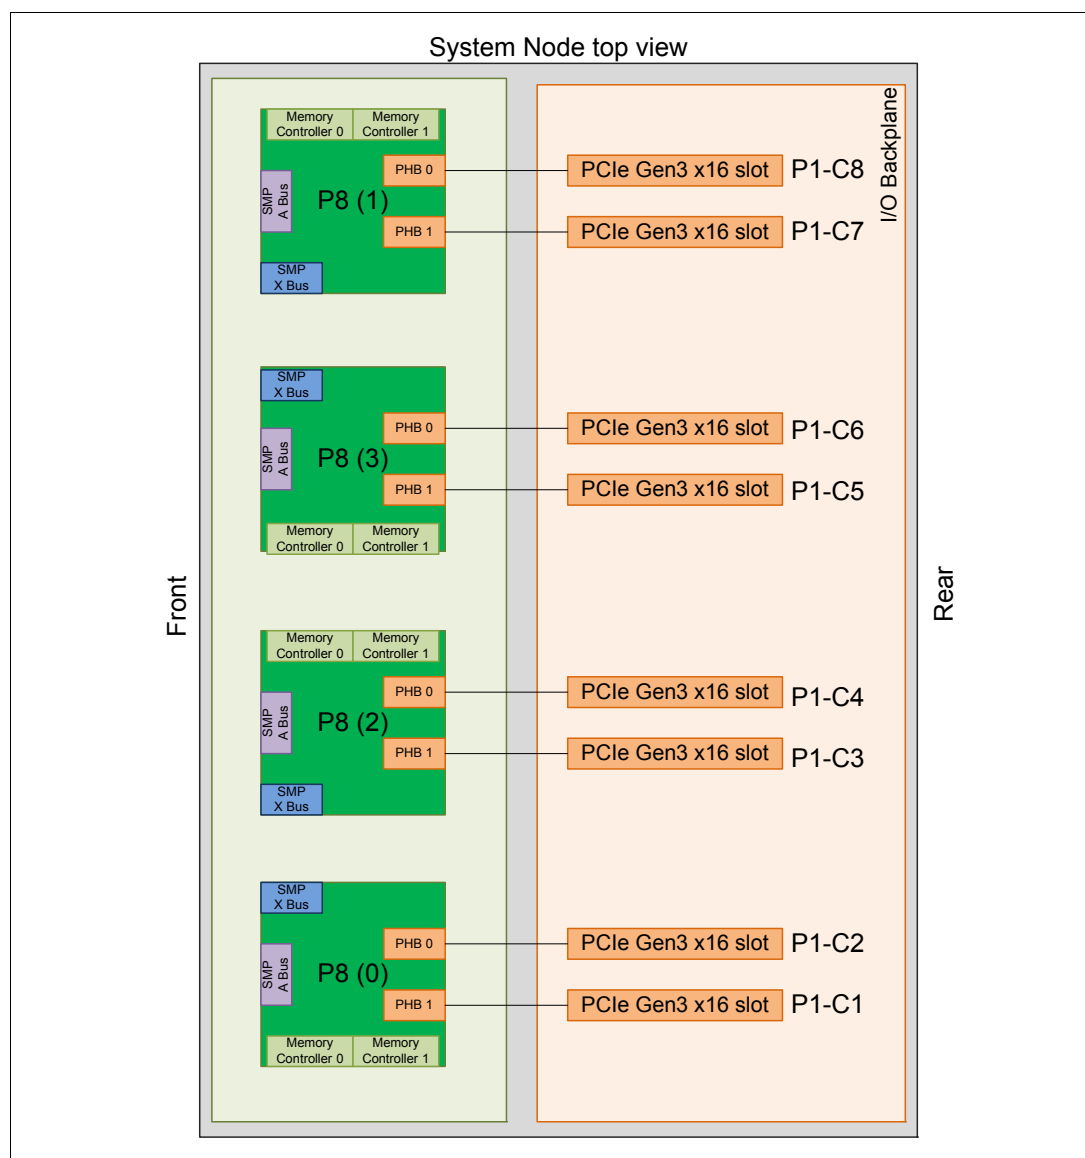 System Node top view
I/O Backplane
Front
Rear
Memory
Controller 0
Memory
Controller 1
SMP
A Bus
P8 (1)
PHB 0
PHB 1
SMP
X Bus
PCIe Gen3 x16 slot
P1-C8
PCIe Gen3 x16 slot
P1-C7
SMP
X Bus
SMP
A Bus
P8 (3)
PHB 0
PHB 1
Memory
Controller 0
Memory
Controller 1
PCIe Gen3 x16 slot
P1-C6
PCIe Gen3 x16 slot
P1-C5
Memory
Controller 0
Memory
Controller 1
SMP
A Bus
P8 (2)
PHB 0
PHB 1
SMP
X Bus
PCIe Gen3 x16 slot
P1-C4
PCIe Gen3 x16 slot
P1-C3
SMP
X Bus
SMP
A Bus
P8 (0)
PHB 0
PHB 1
Memory
Controller 0
Memory
Controller 1
PCIe Gen3 x16 slot
P1-C2
PCIe Gen3 x16 slot
P1-C1